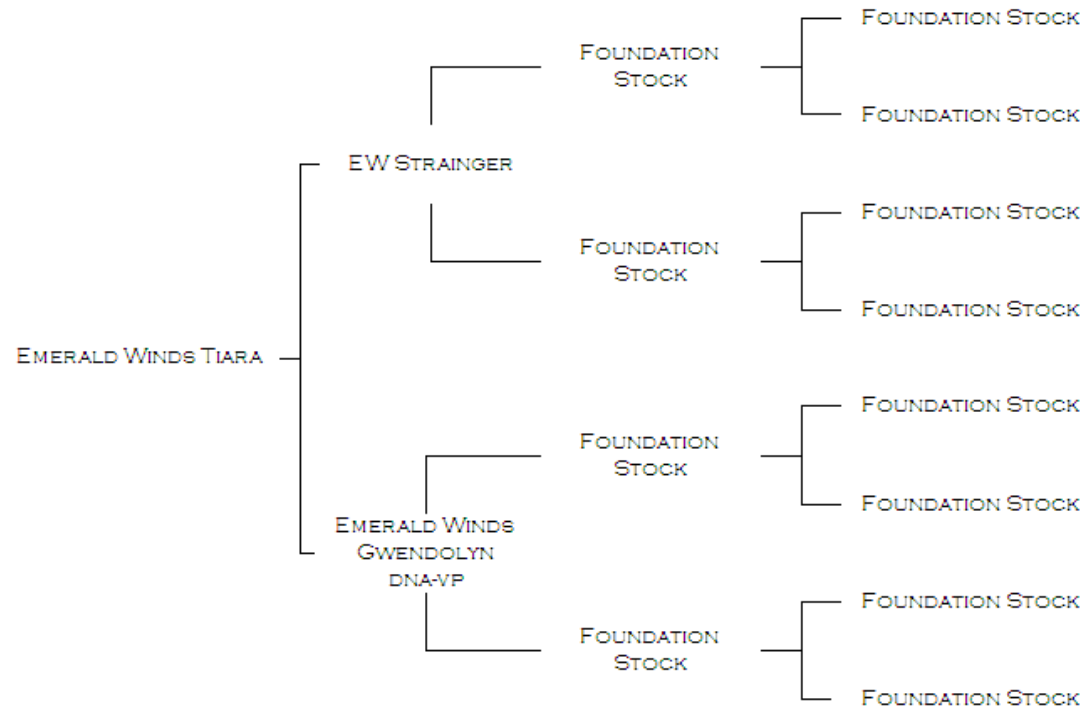 Foundation Stock
Foundation
Stock
Foundation Stock
EW Strainger
Foundation Stock
Foundation
Stock
Foundation Stock
Emerald Winds Tiara
Foundation Stock
Foundation
Stock
Foundation Stock
Emerald Winds
Gwendolyn
DNA-VP
Foundation Stock
Foundation
Stock
Foundation Stock